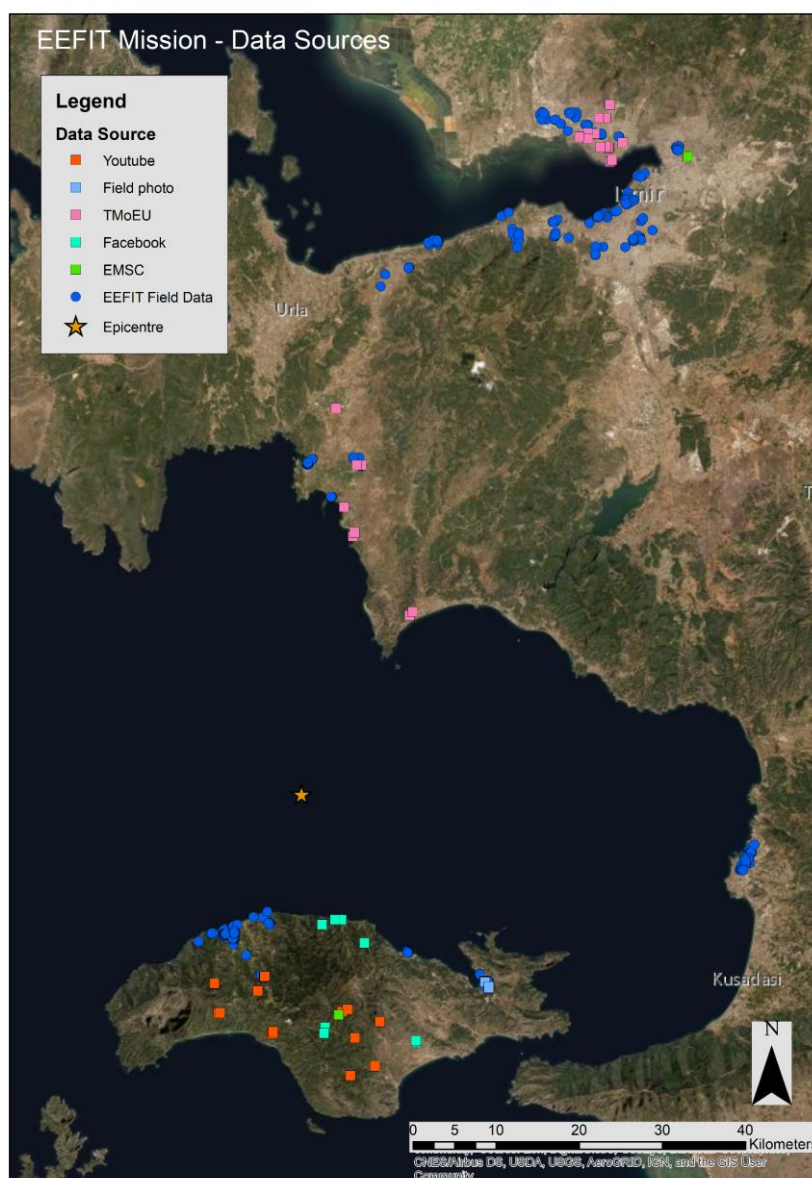 EEFIT Mission - Data Sources
Legend
Data Source
Youtube
Field photo
TMoEU
Facebook
EMSC
EEFIT Field Data
Epicentre
Izmir
Urla
T
Kusadasi
N
0 5 10 20 30 40
Kilometers
CNES/Airbus DS, USDA, USGS, AeroGRID, IGN, and the GIS User
Community